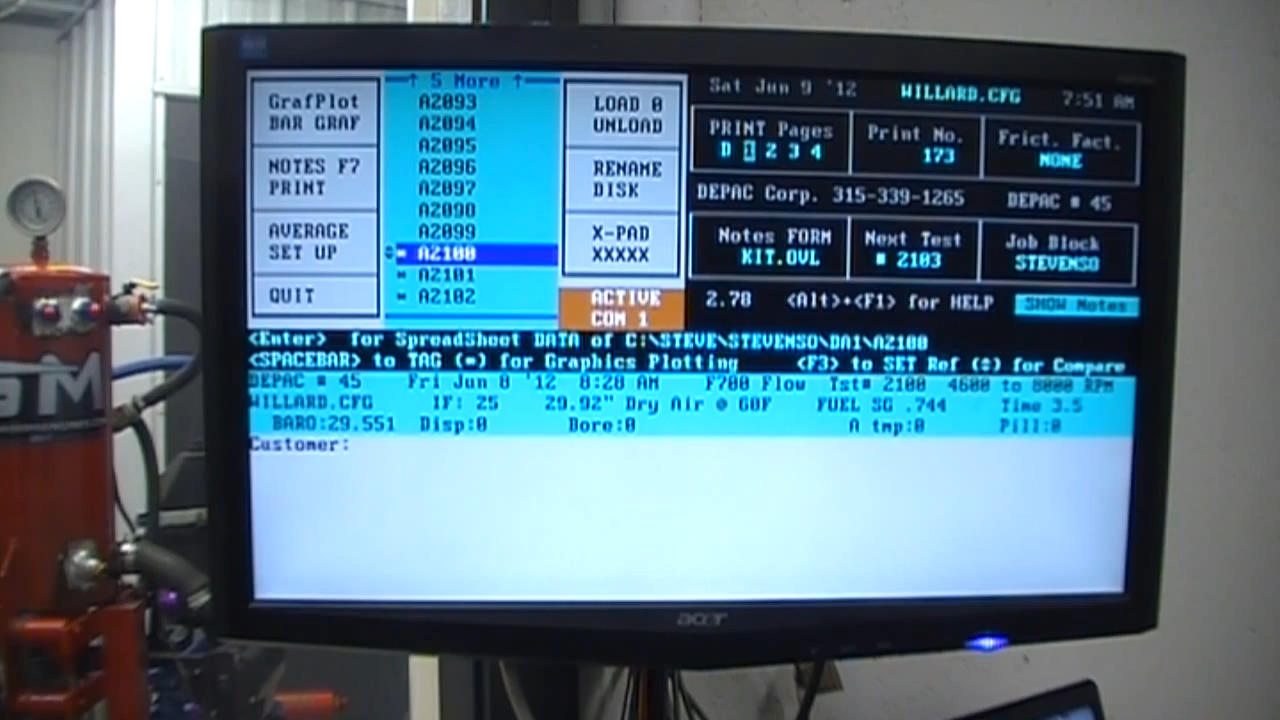 GrafPlot
BAR GRAF
NOTES F7
PRINT
AVERAGE
SET UP
QUIT
↑ 5 More ↑
A2093
A2094
A2095
A2096
A2097
A2098
A2099
A2100
A2101
A2102
LOAD @
UNLOAD
RENAME
DISK
X-PAD
XXXXX
ACTIVE
COM 1
Sat Jun 9 '12 WILLARD.CFG 7:51 AM
PRINT Pages
D 1 2 3 4
Print No.
173
Frict. Fact.
NONE
DEPAC Corp. 315-339-1265 DEPAC # 45
Notes FORM
KIT.OVL
Next Test
# 2103
Job Block
STEVENSO
2.78 <Alt>+<F1> for HELP SHOW Notes
<Enter> for SpreadSheet DATA of C:\STEVE\STEVENSO\DA1\A2100
<SPACEBAR> to TAG (=) for Graphics Plotting <F3> to SET Ref (↕) for Compare
DEPAC # 45 Fri Jun 8 '12 8:28 AM F700 Flow Tst# 2100 4600 to 8000 RPM
WILLARD.CFG IF: 25 29.92" Dry Air @ 60F FUEL SG .744 Time 3.5
BARO:29.551 Disp:0 Bore:0 A tmp:0 Pill:0
Customer:
acer